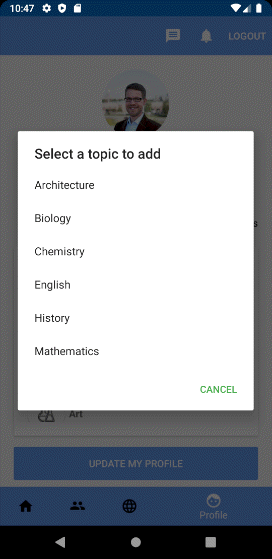 10:47
LOGOUT
Select a topic to add
Architecture
Biology
Chemistry
English
History
Mathematics
CANCEL
Art
UPDATE MY PROFILE
Profile